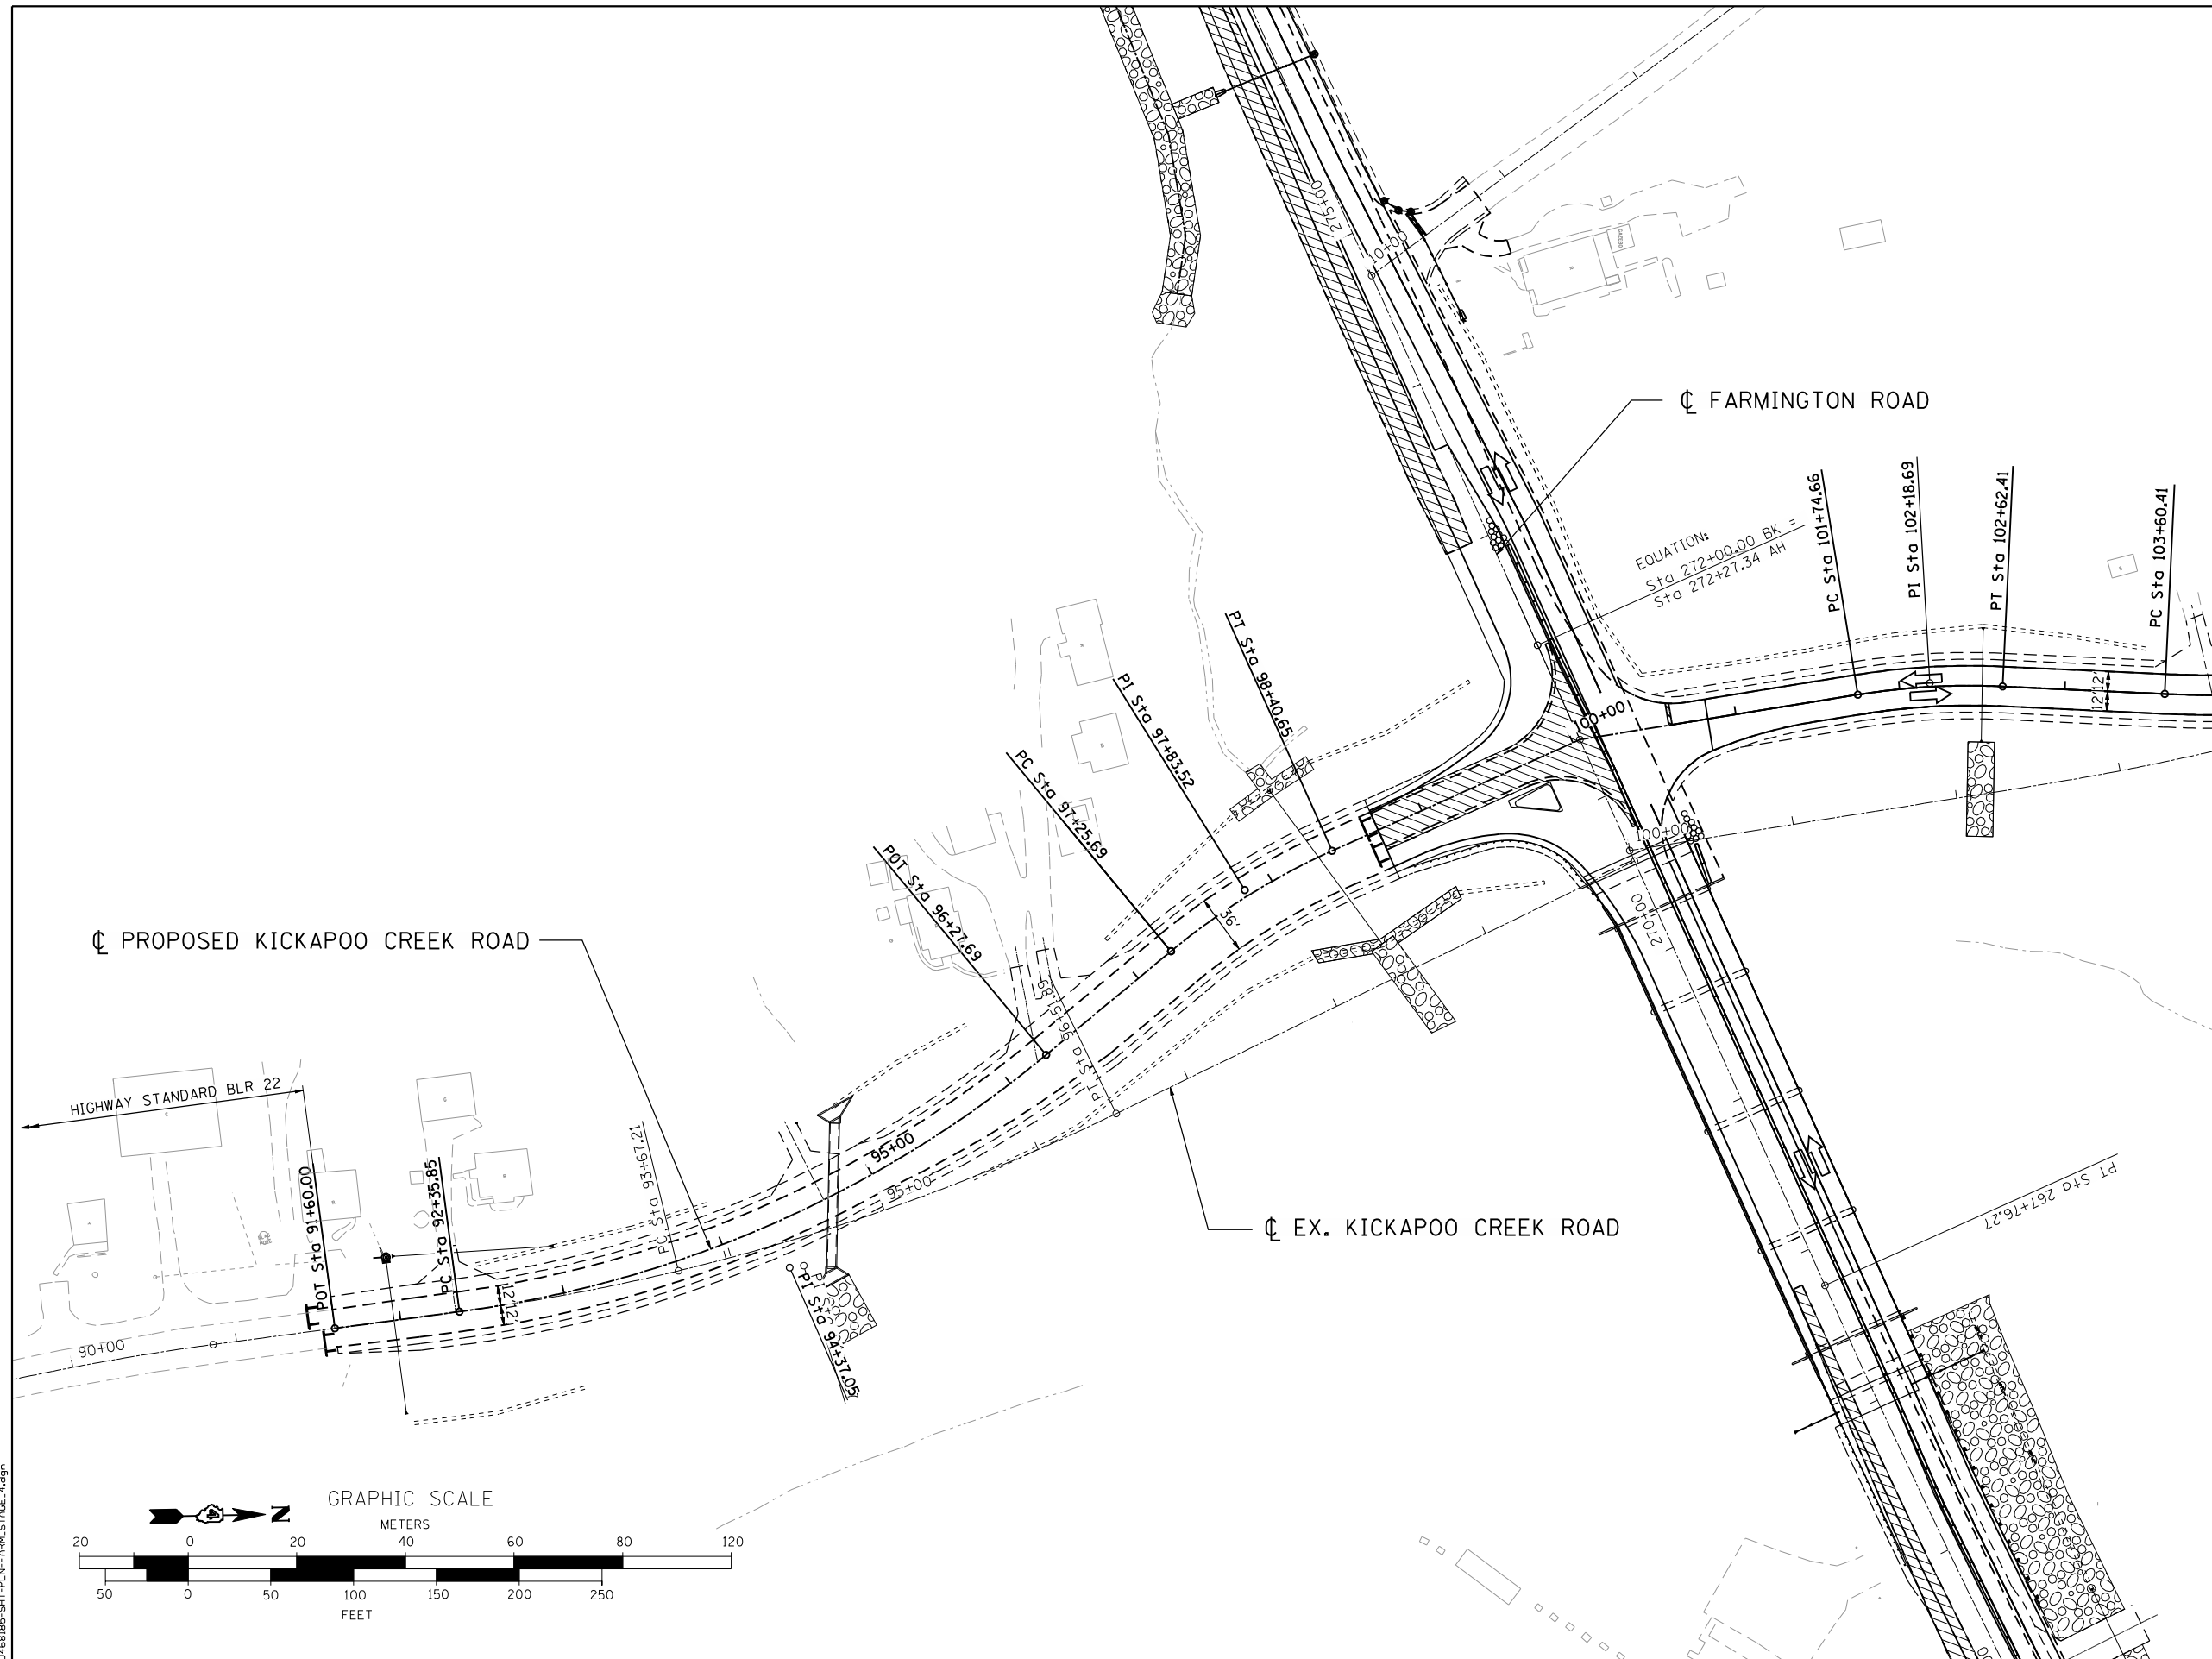 275+00
10+00
GAZEBO
℄ FARMINGTON ROAD
EQUATION:
Sta 272+00.00 BK =
Sta 272+27.34 AH
PC Sta 101+74.66
PI Sta 102+18.69
PT Sta 102+62.41
PC Sta 103+60.41
12'
12'
PT Sta 98+40.65
PI Sta 97+83.52
PC Sta 97+25.69
POT Sta 96+27.69
100+00
100+00
270+00
36'
℄ PROPOSED KICKAPOO CREEK ROAD
PT Sta 96+51.89
HIGHWAY STANDARD BLR 22
POT Sta 91+60.00
PC Sta 92+35.85
PC Sta 93+67.21
95+00
95+00
℄ EX. KICKAPOO CREEK ROAD
PT Sta 267+76.27
12'
12'
PI Sta 94+37.05
90+00
N
GRAPHIC SCALE
METERS
20 0 20 40 60 80 120
50 0 50 100 150 200 250
FEET